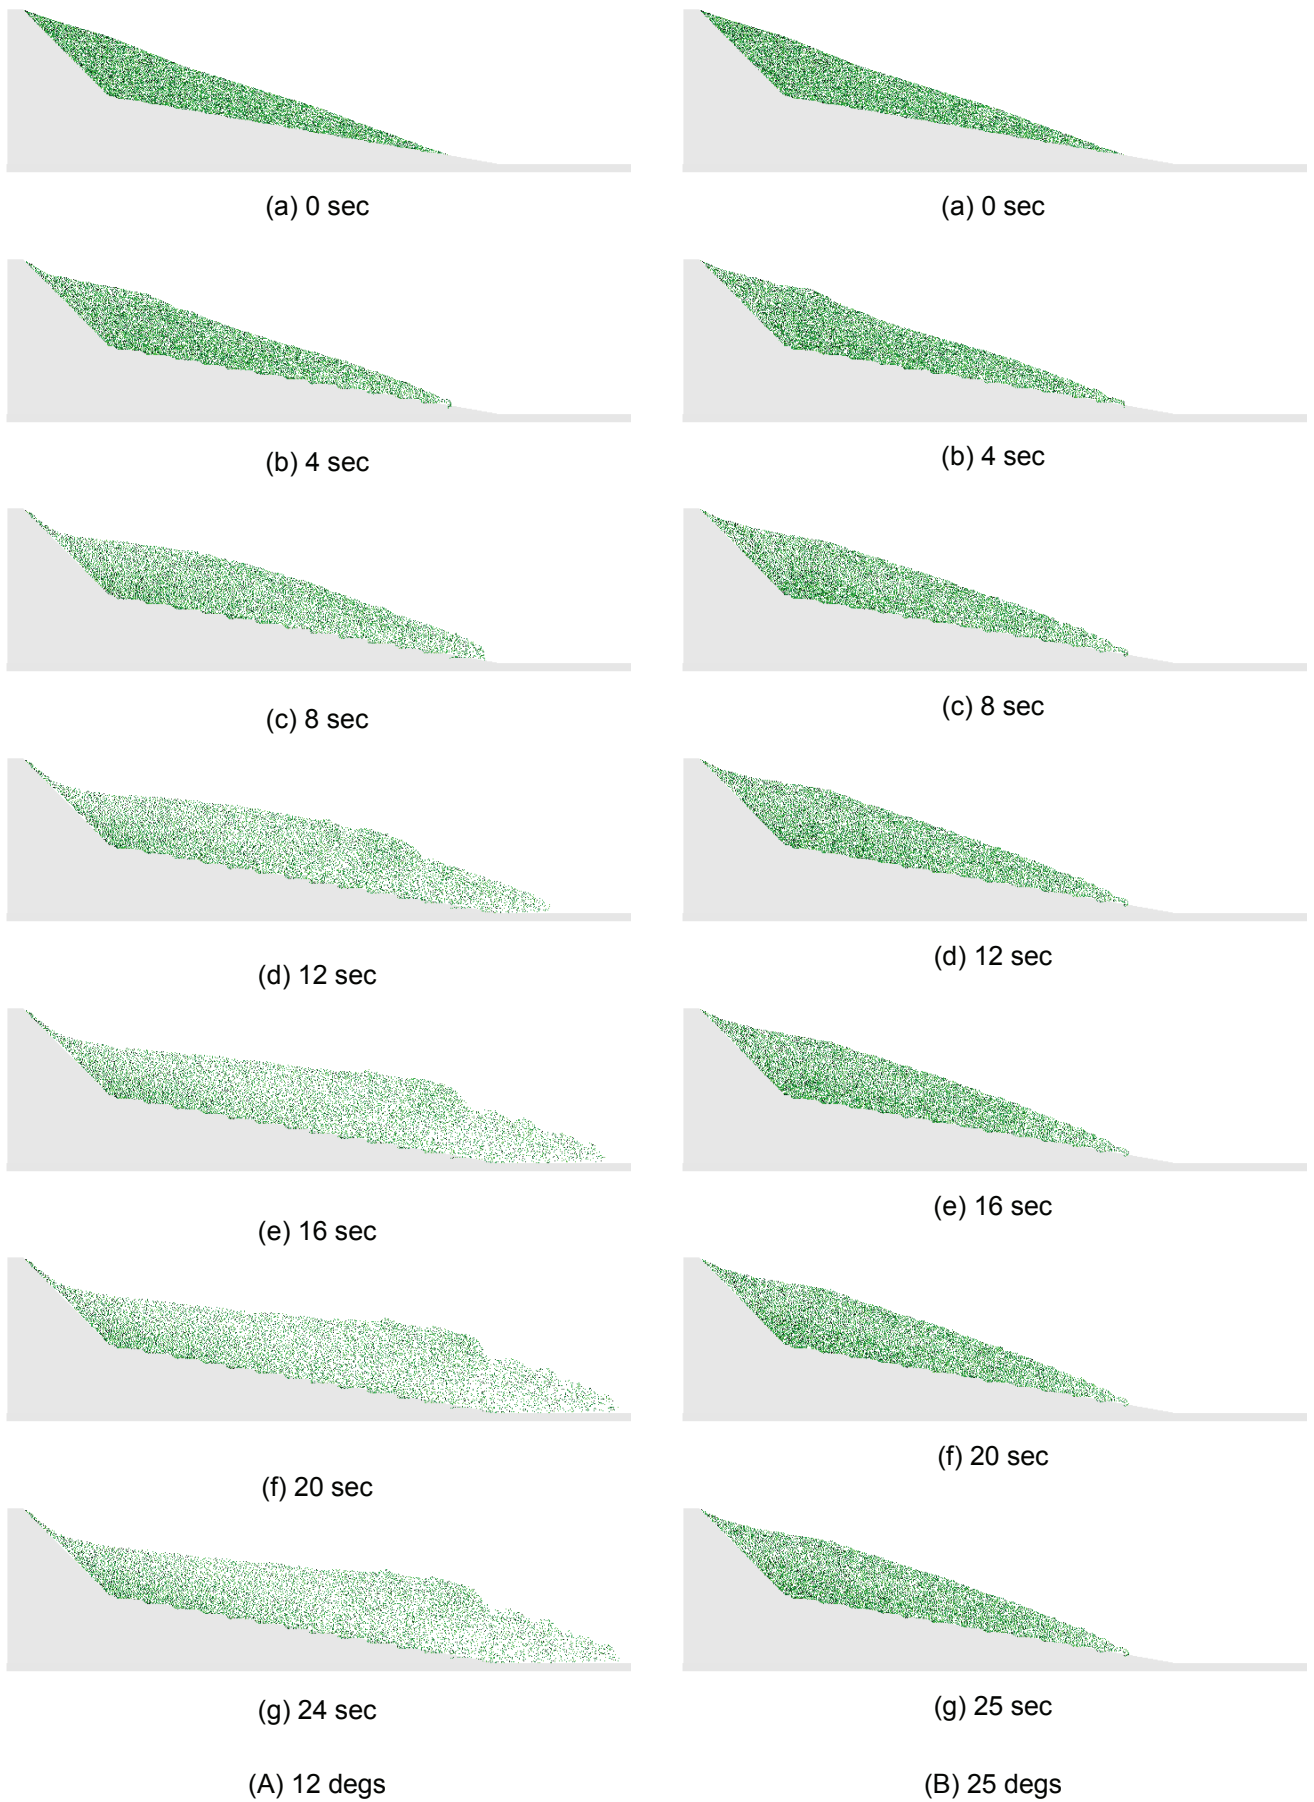 (a) 0 sec
(a) 0 sec
(b) 4 sec
(b) 4 sec
(c) 8 sec
(c) 8 sec
(d) 12 sec
(d) 12 sec
(e) 16 sec
(e) 16 sec
(f) 20 sec
(f) 20 sec
(g) 24 sec
(g) 25 sec
(A) 12 degs
(B) 25 degs